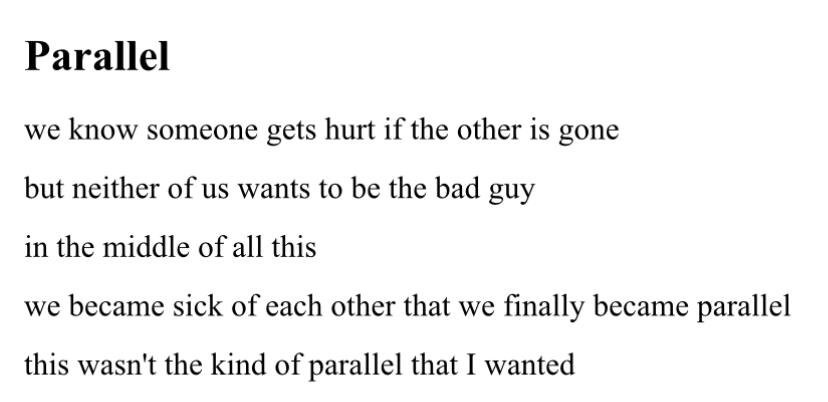 Parallel
we know someone gets hurt if the other is gone
but neither of us wants to be the bad guy
in the middle of all this
we became sick of each other that we finally became parallel
this wasn't the kind of parallel that I wanted